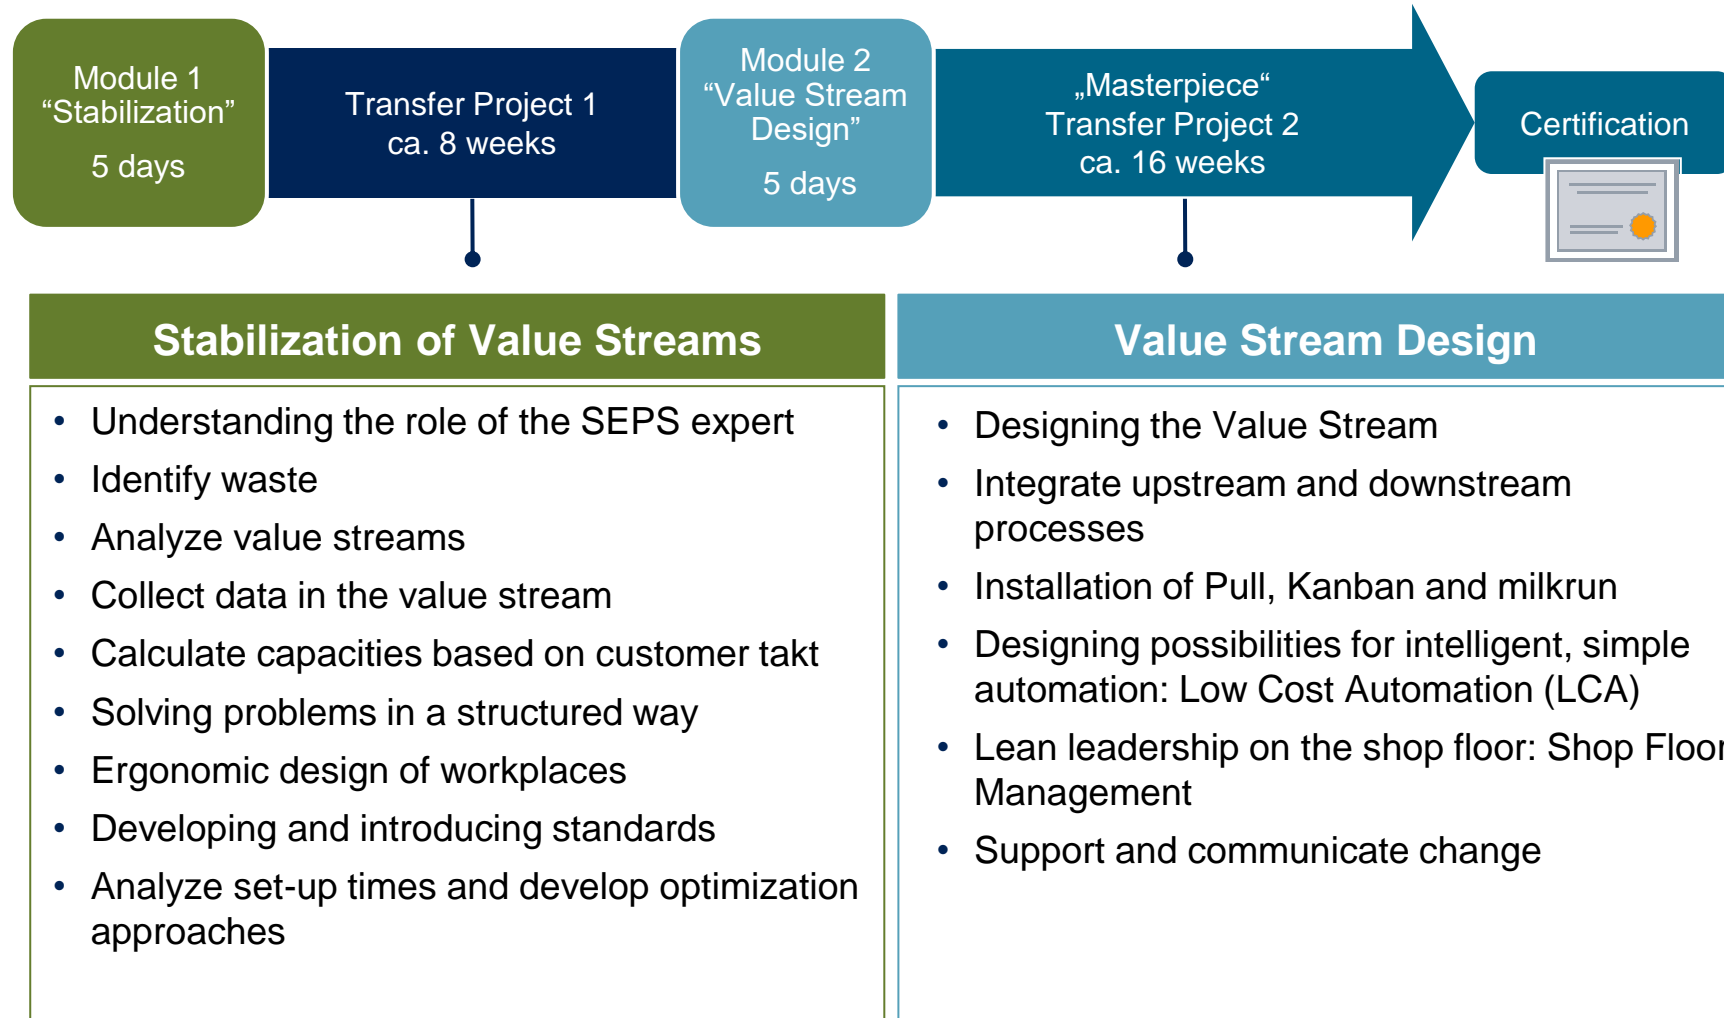 Module 1
“Stabilization”
5 days
Transfer Project 1
ca. 8 weeks
Module 2
“Value Stream
Design”
5 days
„Masterpiece“
Transfer Project 2
ca. 16 weeks
Certification
Stabilization of Value Streams
• Understanding the role of the SEPS expert
• Identify waste
• Analyze value streams
• Collect data in the value stream
• Calculate capacities based on customer takt
• Solving problems in a structured way
• Ergonomic design of workplaces
• Developing and introducing standards
• Analyze set-up times and develop optimization
approaches
Value Stream Design
• Designing the Value Stream
• Integrate upstream and downstream
processes
• Installation of Pull, Kanban and milkrun
• Designing possibilities for intelligent, simple
automation: Low Cost Automation (LCA)
• Lean leadership on the shop floor: Shop Floor
Management
• Support and communicate change